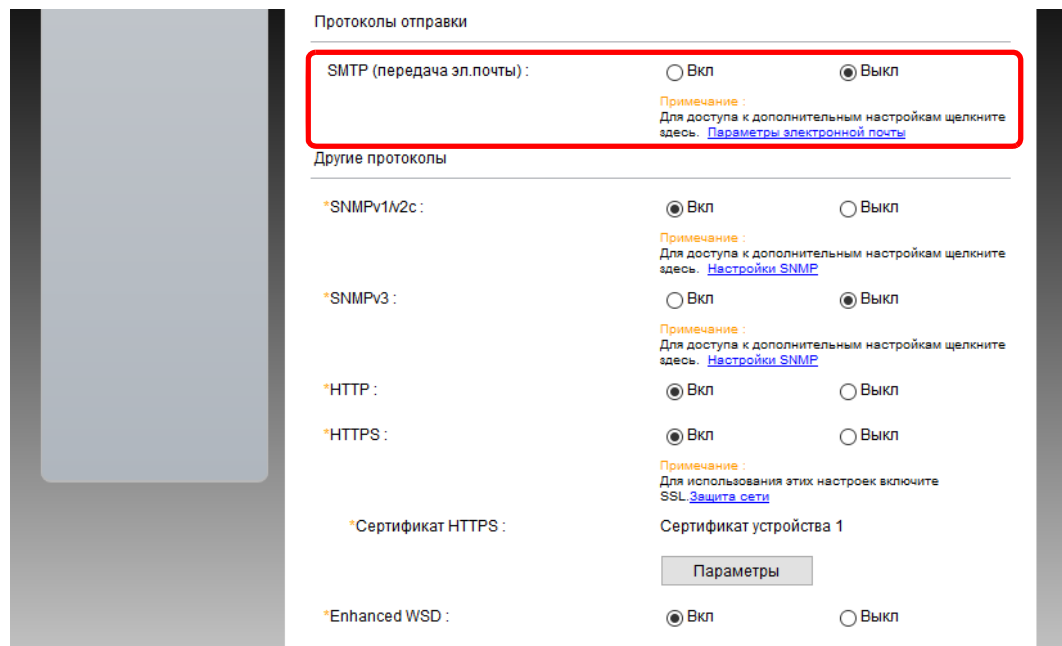 Протоколы отправки
SMTP (передача эл.почты) : Вкл Выкл
Примечание :
Для доступа к дополнительным настройкам щелкните
здесь. Параметры электронной почты
Другие протоколы
*SNMPv1/v2c : Вкл Выкл
Примечание :
Для доступа к дополнительным настройкам щелкните
здесь. Настройки SNMP
*SNMPv3 : Вкл Выкл
Примечание :
Для доступа к дополнительным настройкам щелкните
здесь. Настройки SNMP
*HTTP : Вкл Выкл
*HTTPS : Вкл Выкл
Примечание :
Для использования этих настроек включите
SSL.Защита сети
*Сертификат HTTPS : Сертификат устройства 1
Параметры
*Enhanced WSD : Вкл Выкл